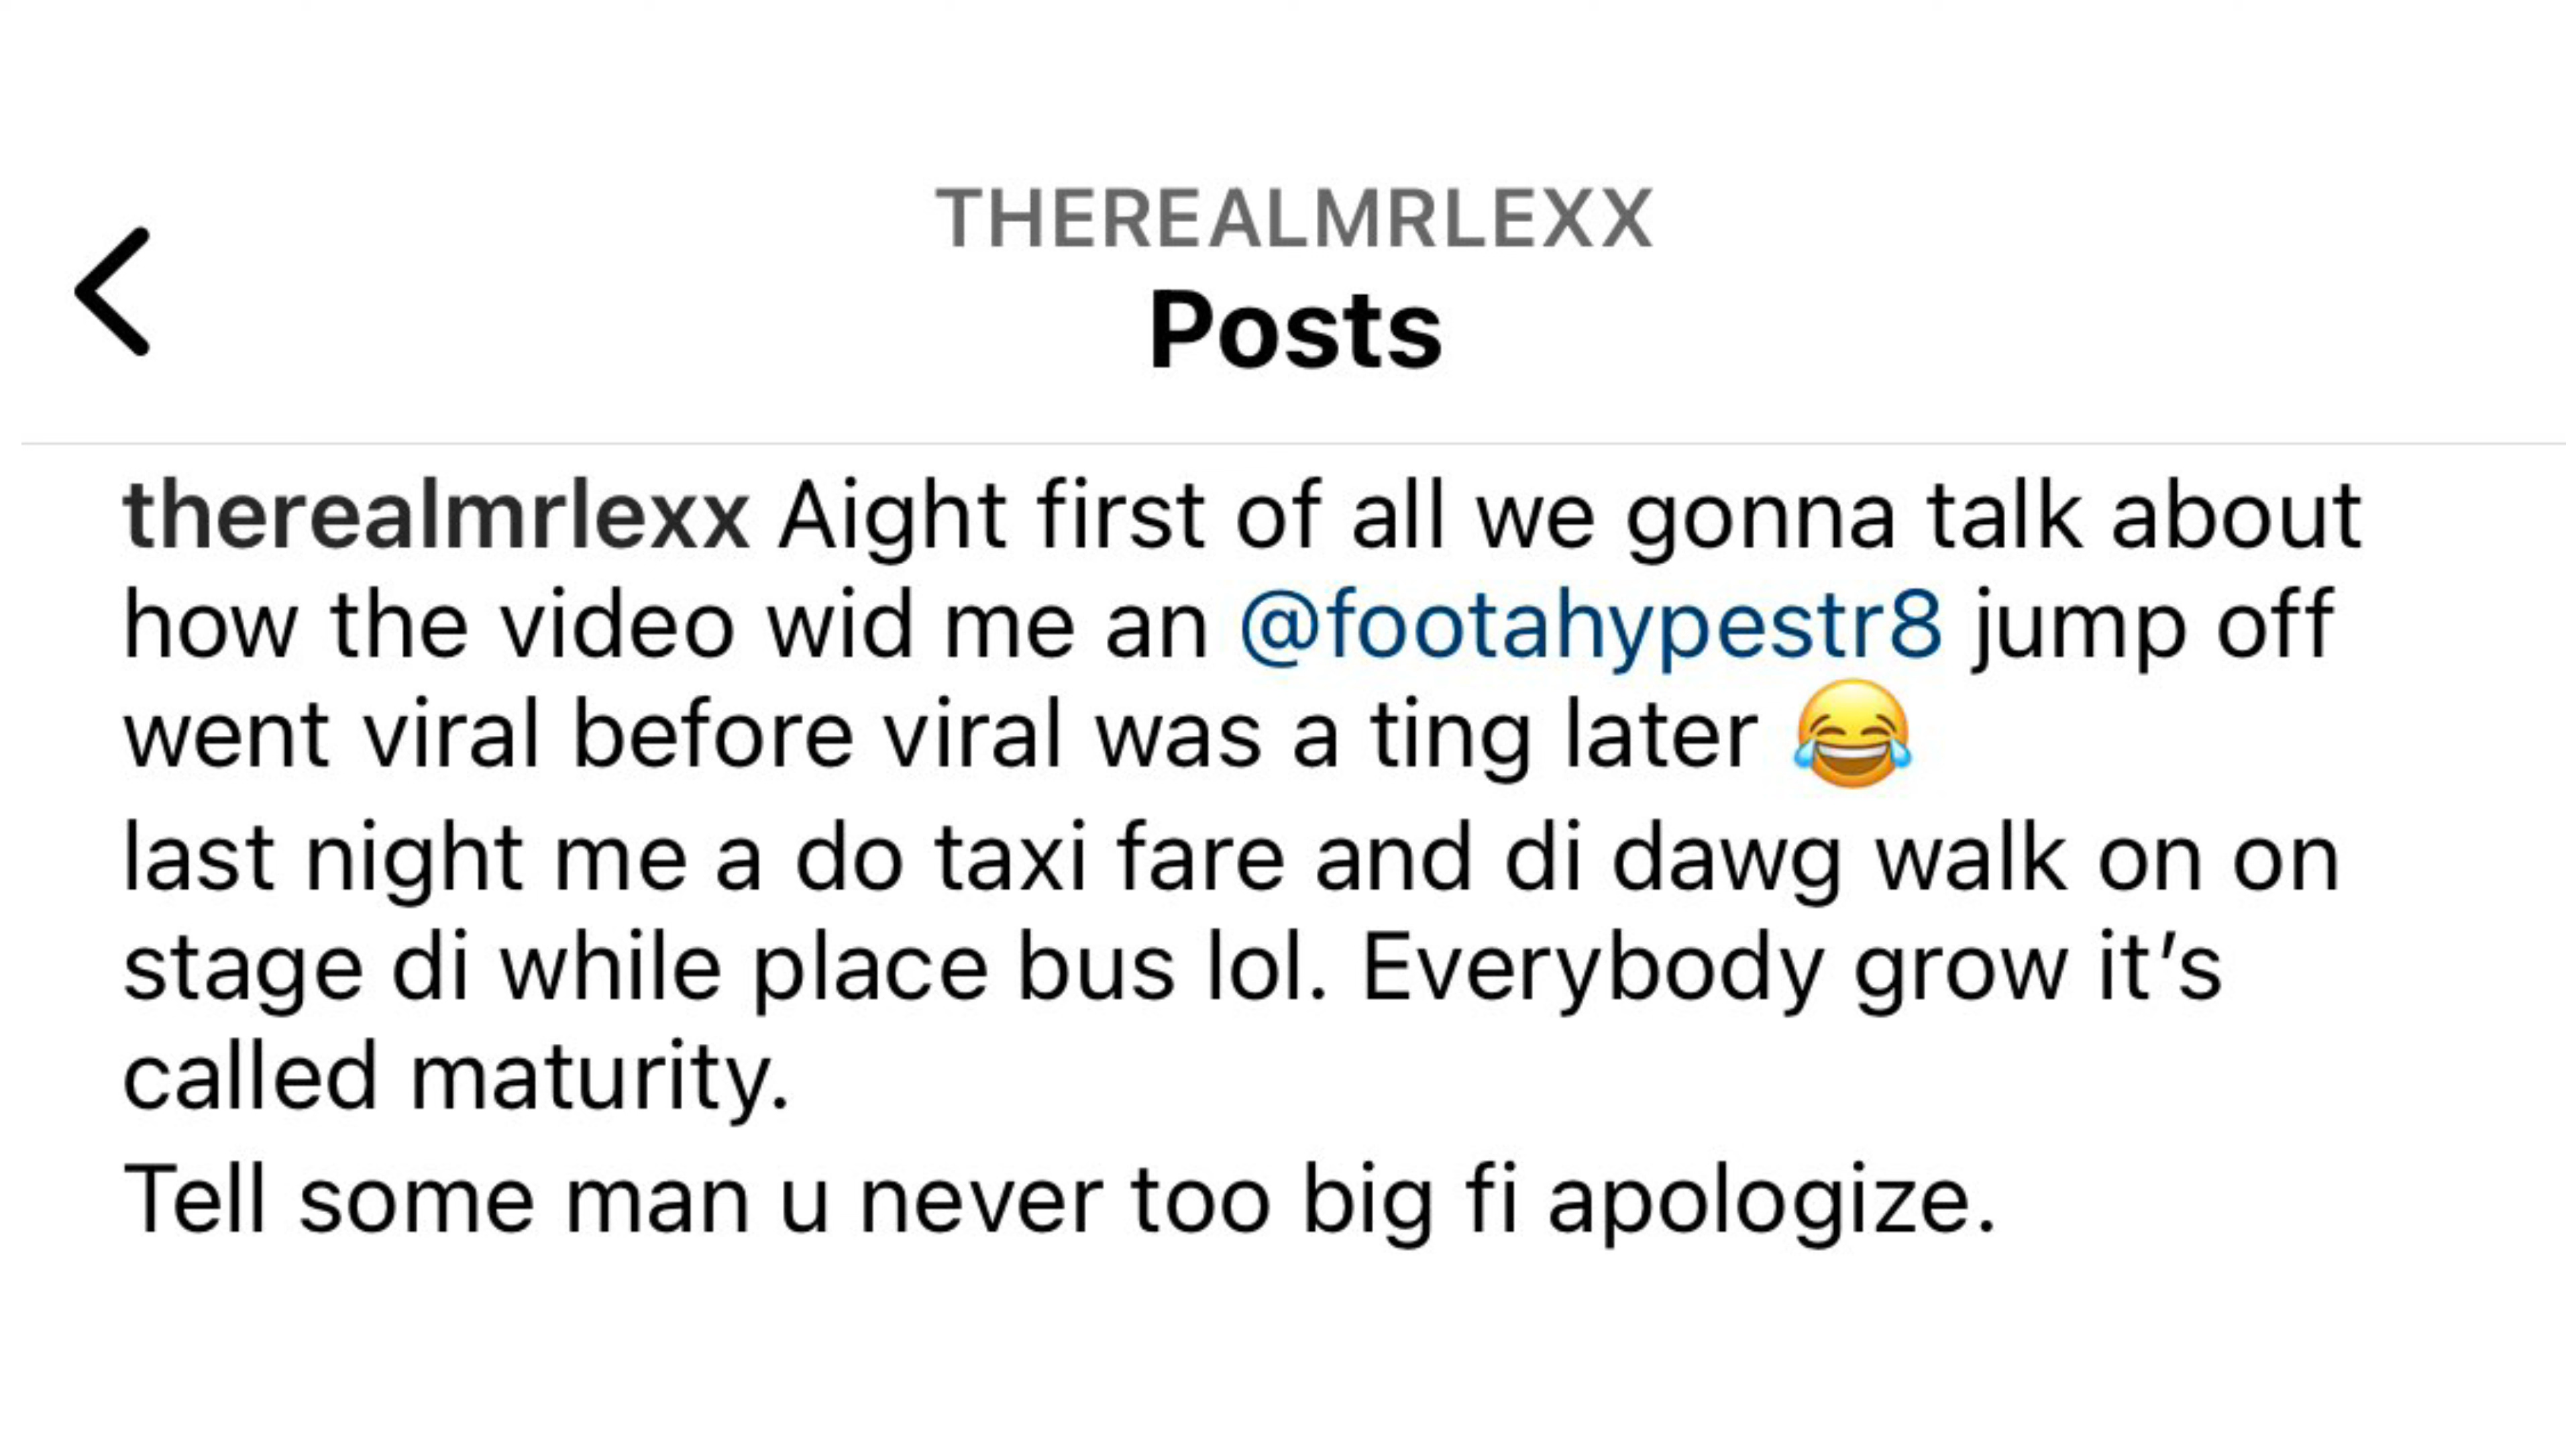 THEREALMRLEXX
Posts
therealmrlexx Aight first of all we gonna talk about
how the video wid me an @footahypestr8 jump off
went viral before viral was a ting later 😂
last night me a do taxi fare and di dawg walk on on
stage di while place bus lol. Everybody grow it’s
called maturity.
Tell some man u never too big fi apologize.